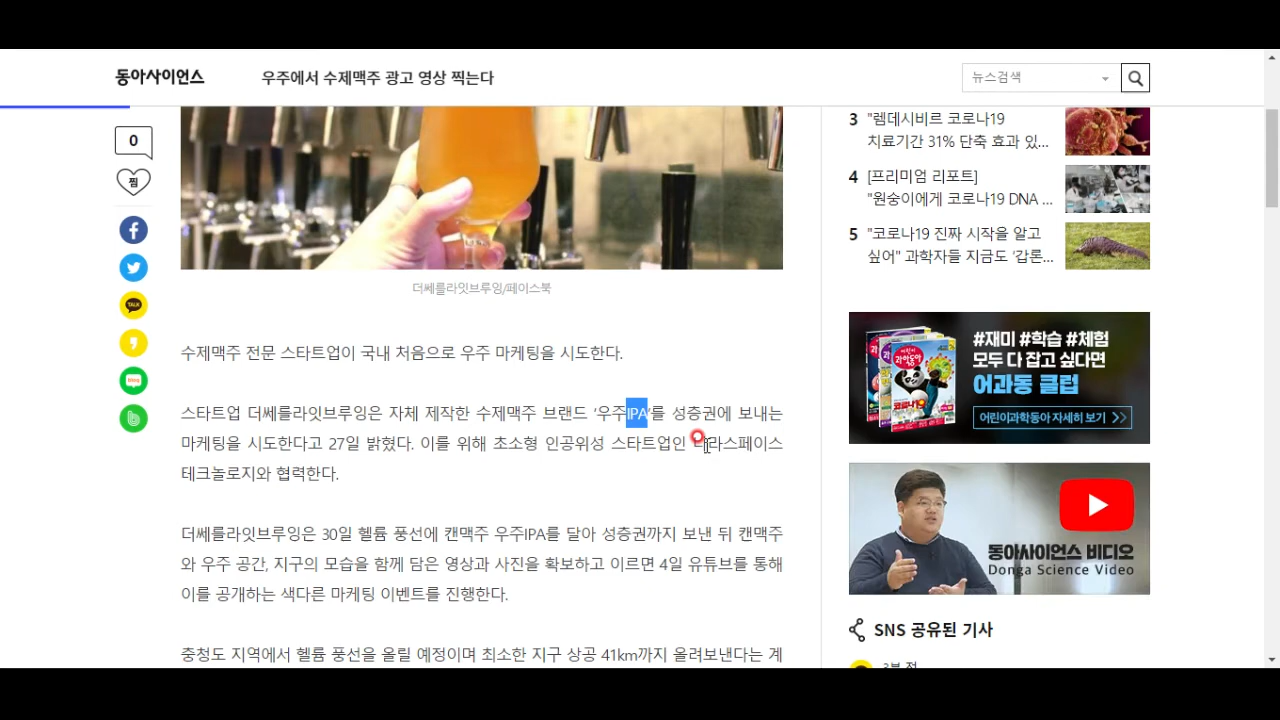 동아사이언스
우주에서 수제맥주 광고 영상 찍는다
뉴스검색
0
찜
TALK
blog
더쎄를라잇브루잉/페이스북
수제맥주 전문 스타트업이 국내 처음으로 우주 마케팅을 시도한다.
스타트업 더쎄를라잇브루잉은 자체 제작한 수제맥주 브랜드 ‘우주IPA’를 성층권에 보내는
마케팅을 시도한다고 27일 밝혔다. 이를 위해 초소형 인공위성 스타트업인 나라스페이스
테크놀로지와 협력한다.
더쎄를라잇브루잉은 30일 헬륨 풍선에 캔맥주 우주IPA를 달아 성층권까지 보낸 뒤 캔맥주
와 우주 공간, 지구의 모습을 함께 담은 영상과 사진을 확보하고 이르면 4일 유튜브를 통해
이를 공개하는 색다른 마케팅 이벤트를 진행한다.
충청도 지역에서 헬륨 풍선을 올릴 예정이며 최소한 지구 상공 41km까지 올려보낸다는 계
3 "렘데시비르 코로나19
치료기간 31% 단축 효과 있...
4 [프리미엄 리포트]
"원숭이에게 코로나19 DNA ...
5 "코로나19 진짜 시작을 알고
싶어" 과학자들 지금도 ‘갑론...
#재미 #학습 #체험
모두 다 잡고 싶다면
어과동 클럽
어린이과학동아 자세히 보기 >>
과학동아
코로나19
동아사이언스 비디오
Donga Science Video
SNS 공유된 기사
3분 전